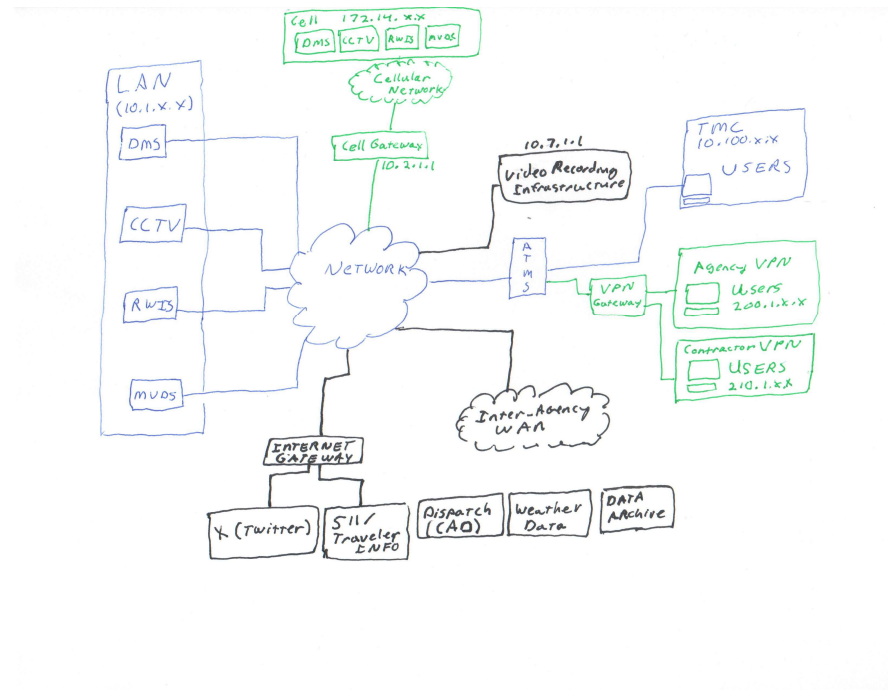 Cell 172.14.x.x
DMS CCTV RWIS MVDS
Cellular
Network
Cell Gateway
10.2.1.1
LAN
(10.1.x.x)
DMS
CCTV
RWIS
MVDS
NETWORK
10.7.1.1
Video Recording
Infrastructure
ATMS
TMC
10.100.x.x
USERS
VPN
Gateway
Agency VPN
Users
200.1.x.x
Contractor VPN
USERS
210.1.x.x
Inter-Agency
WAN
INTERNET
GATEWAY
X (Twitter)
511/
Traveler
INFO
Dispatch
(CAD)
Weather
Data
DATA
ARCHIVE